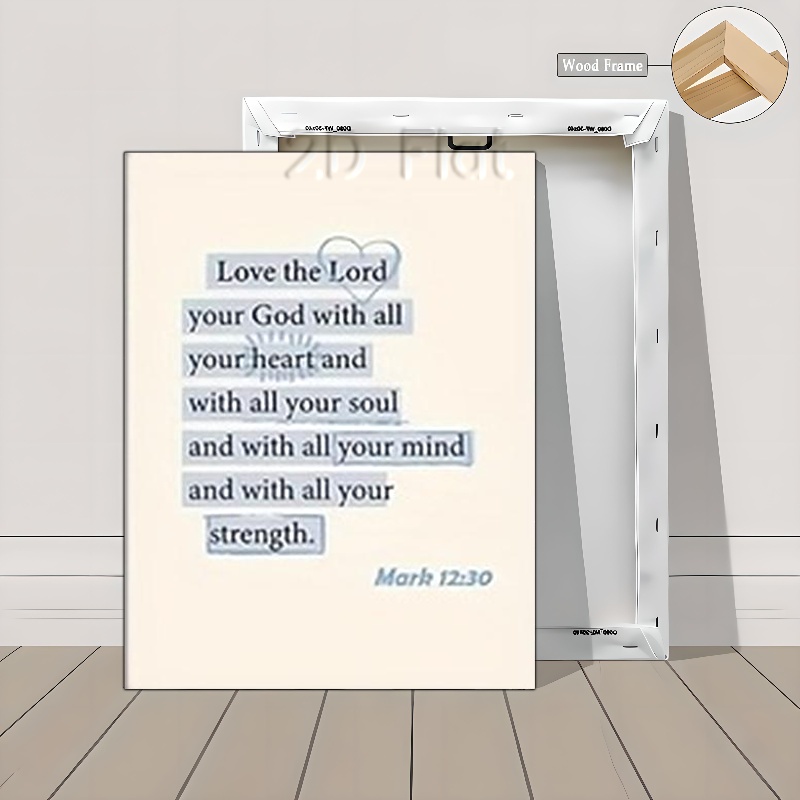 Wood Frame
2D Flat
Love the Lord
your God with all
your heart and
with all your soul
and with all your mind
and with all your
strength.
Mark 12:30